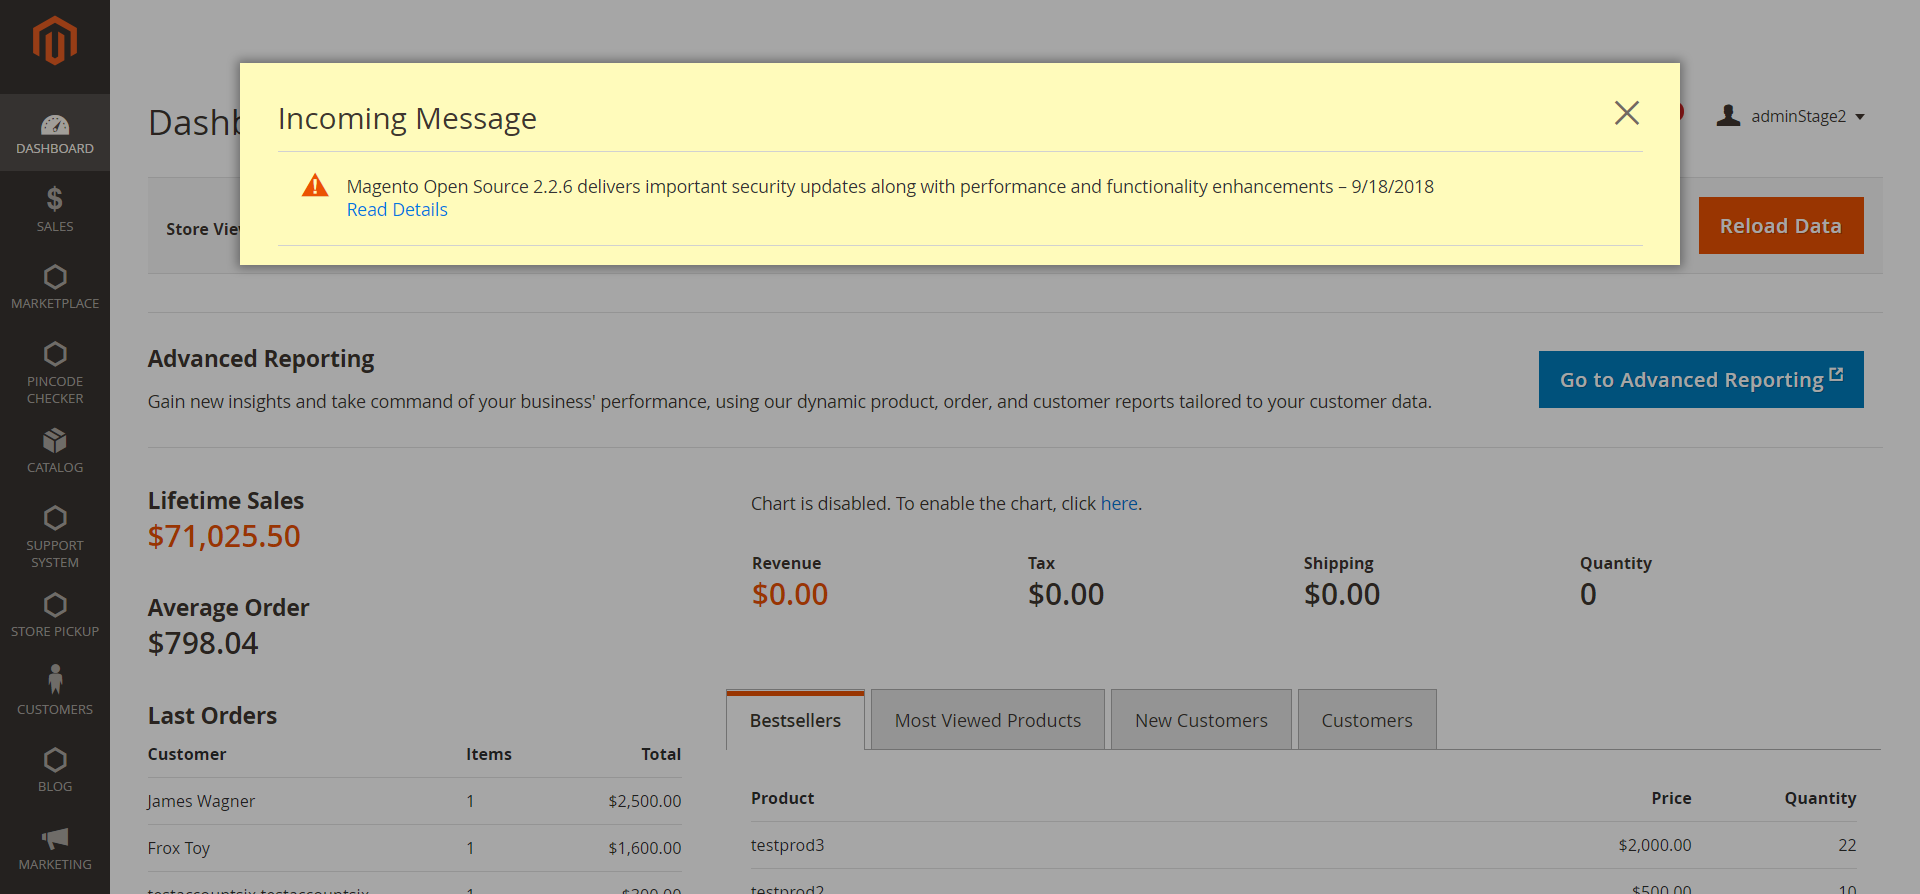 DASHBOARD
SALES
MARKETPLACE
PINCODE
CHECKER
CATALOG
SUPPORT
SYSTEM
STORE PICKUP
CUSTOMERS
BLOG
MARKETING
Incoming Message
Magento Open Source 2.2.6 delivers important security updates along with performance and functionality enhancements – 9/18/2018
Read Details
Dashb
adminStage2
Store Vie
Reload Data
Advanced Reporting
Gain new insights and take command of your business' performance, using our dynamic product, order, and customer reports tailored to your customer data.
Go to Advanced Reporting
Lifetime Sales
$71,025.50
Average Order
$798.04
Last Orders
Customer Items Total
James Wagner 1 $2,500.00
Frox Toy 1 $1,600.00
testaccountsix testaccountsix 1 $300.00
Chart is disabled. To enable the chart, click here.
Revenue Tax Shipping Quantity
$0.00 $0.00 $0.00 0
Bestsellers Most Viewed Products New Customers Customers
Product Price Quantity
testprod3 $2,000.00 22
testprod2 $500.00 10